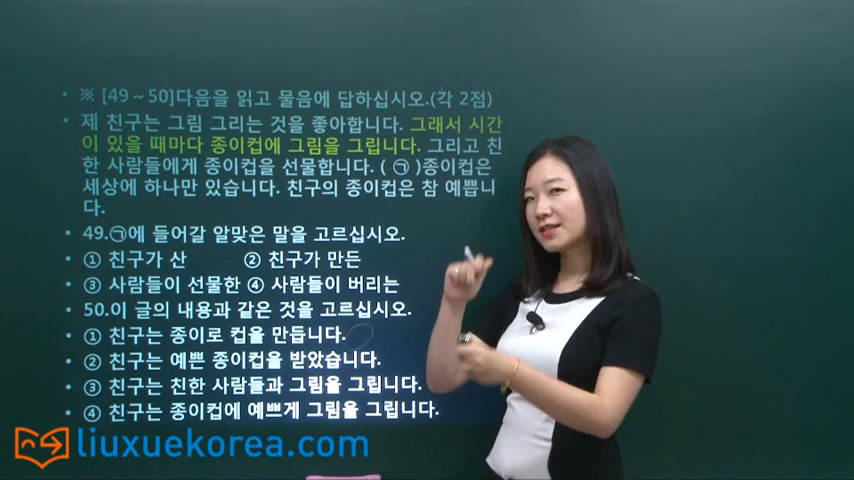 • ※ [49～50]다음을 읽고 물음에 답하십시오.(각 2점)
• 제 친구는 그림 그리는 것을 좋아합니다. 그래서 시간
이 있을 때마다 종이컵에 그림을 그립니다. 그리고 친
한 사람들에게 종이컵을 선물합니다. ( ㉠ )종이컵은
세상에 하나만 있습니다. 친구의 종이컵은 참 예쁩니
다.
• 49.㉠에 들어갈 알맞은 말을 고르십시오.
• ① 친구가 산 ② 친구가 만든
• ③ 사람들이 선물한 ④ 사람들이 버리는
• 50.이 글의 내용과 같은 것을 고르십시오.
• ① 친구는 종이로 컵을 만듭니다.
• ② 친구는 예쁜 종이컵을 받았습니다.
• ③ 친구는 친한 사람들과 그림을 그립니다.
• ④ 친구는 종이컵에 예쁘게 그림을 그립니다.
liuxuekorea.com